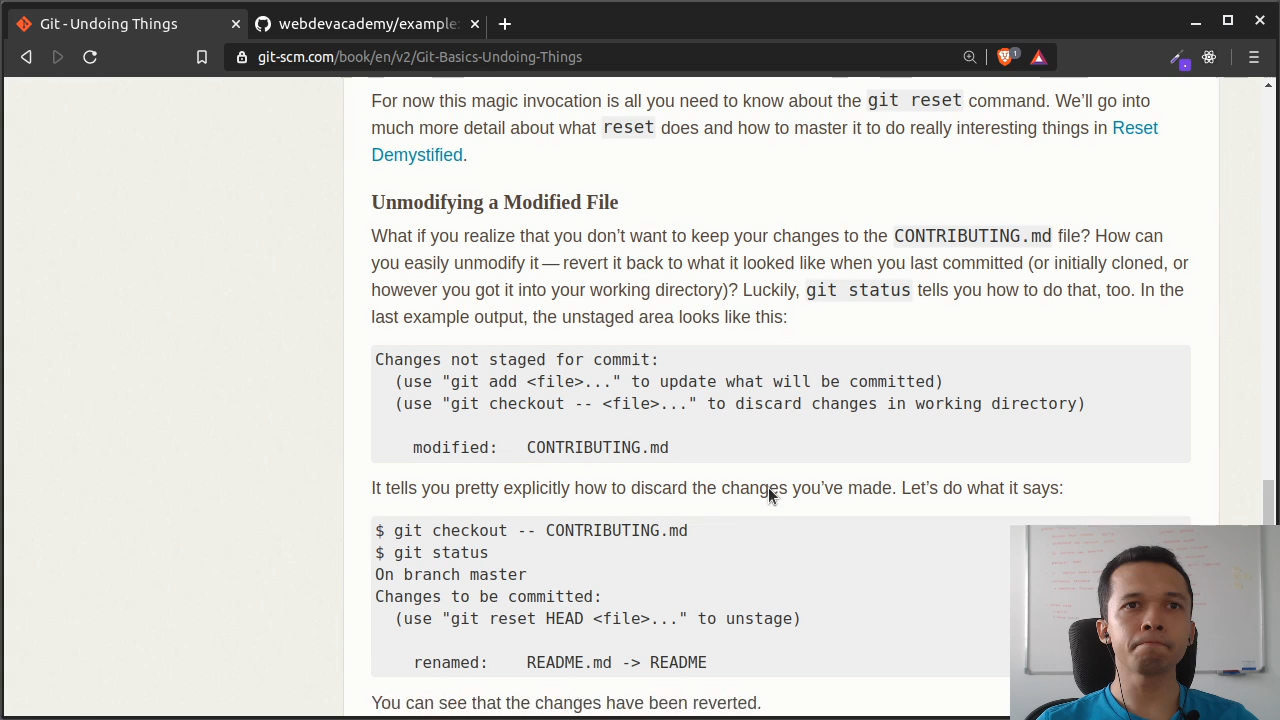 Git - Undoing Things
webdevacademy/example
git-scm.com/book/en/v2/Git-Basics-Undoing-Things
1
For now this magic invocation is all you need to know about the git reset command. We’ll go into
much more detail about what reset does and how to master it to do really interesting things in Reset
Demystified.
Unmodifying a Modified File
What if you realize that you don’t want to keep your changes to the CONTRIBUTING.md file? How can
you easily unmodify it — revert it back to what it looked like when you last committed (or initially cloned, or
however you got it into your working directory)? Luckily, git status tells you how to do that, too. In the
last example output, the unstaged area looks like this:
Changes not staged for commit:
(use "git add <file>..." to update what will be committed)
(use "git checkout -- <file>..." to discard changes in working directory)
modified: CONTRIBUTING.md
It tells you pretty explicitly how to discard the changes you’ve made. Let’s do what it says:
$ git checkout -- CONTRIBUTING.md
$ git status
On branch master
Changes to be committed:
(use "git reset HEAD <file>..." to unstage)
renamed: README.md -> README
You can see that the changes have been reverted.